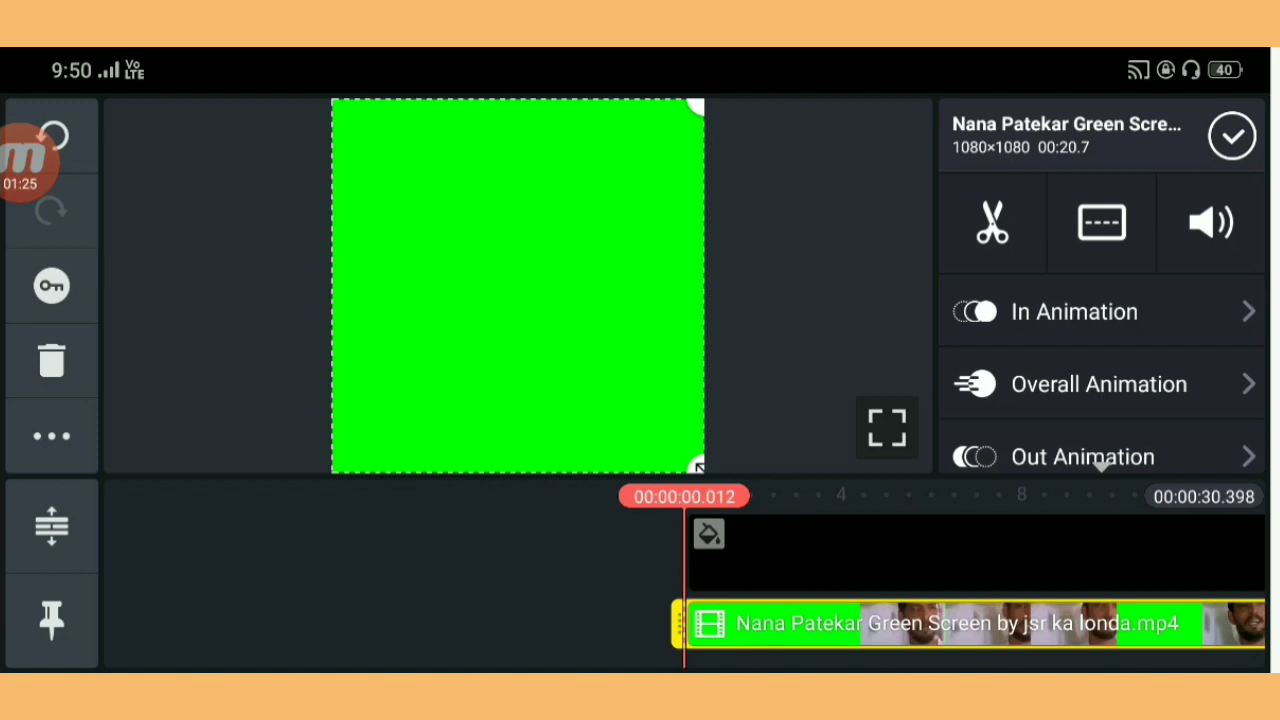 9:50 Vo LTE 40
m
01:25
Nana Patekar Green Scre...
1080×1080 00:20.7
In Animation
Overall Animation
Out Animation
00:00:00.012 4 8 00:00:30.398
Nana Patekar Green Screen by jsr ka londa.mp4